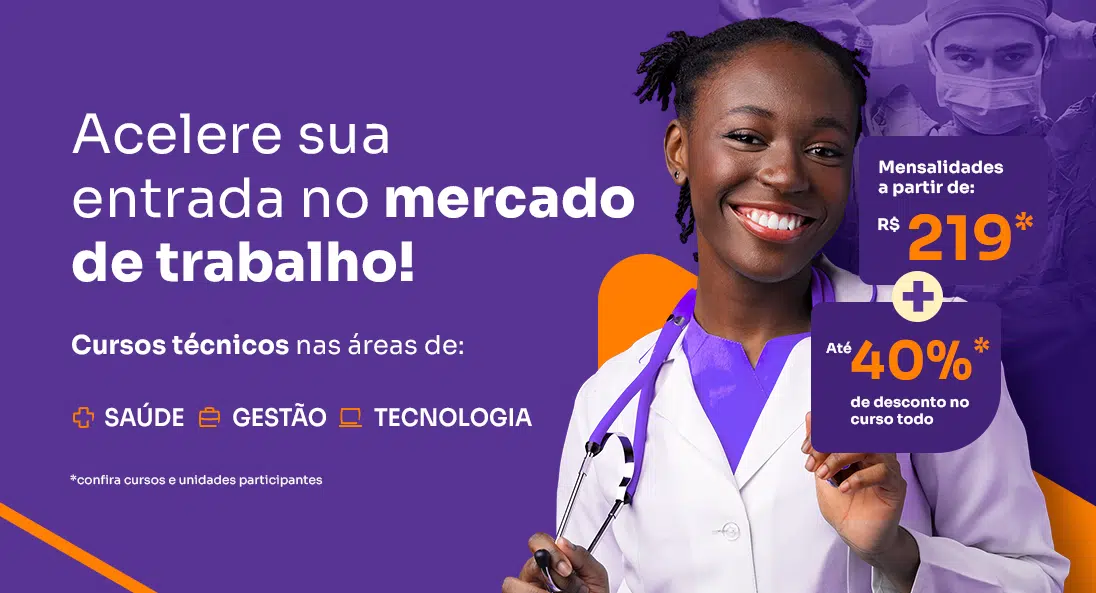 Acelere sua
entrada no mercado
de trabalho!
Cursos técnicos nas áreas de:
SAÚDE GESTÃO TECNOLOGIA
*confira cursos e unidades participantes
Mensalidades
a partir de:
R$ 219*
+
Até 40%*
de desconto no
curso todo